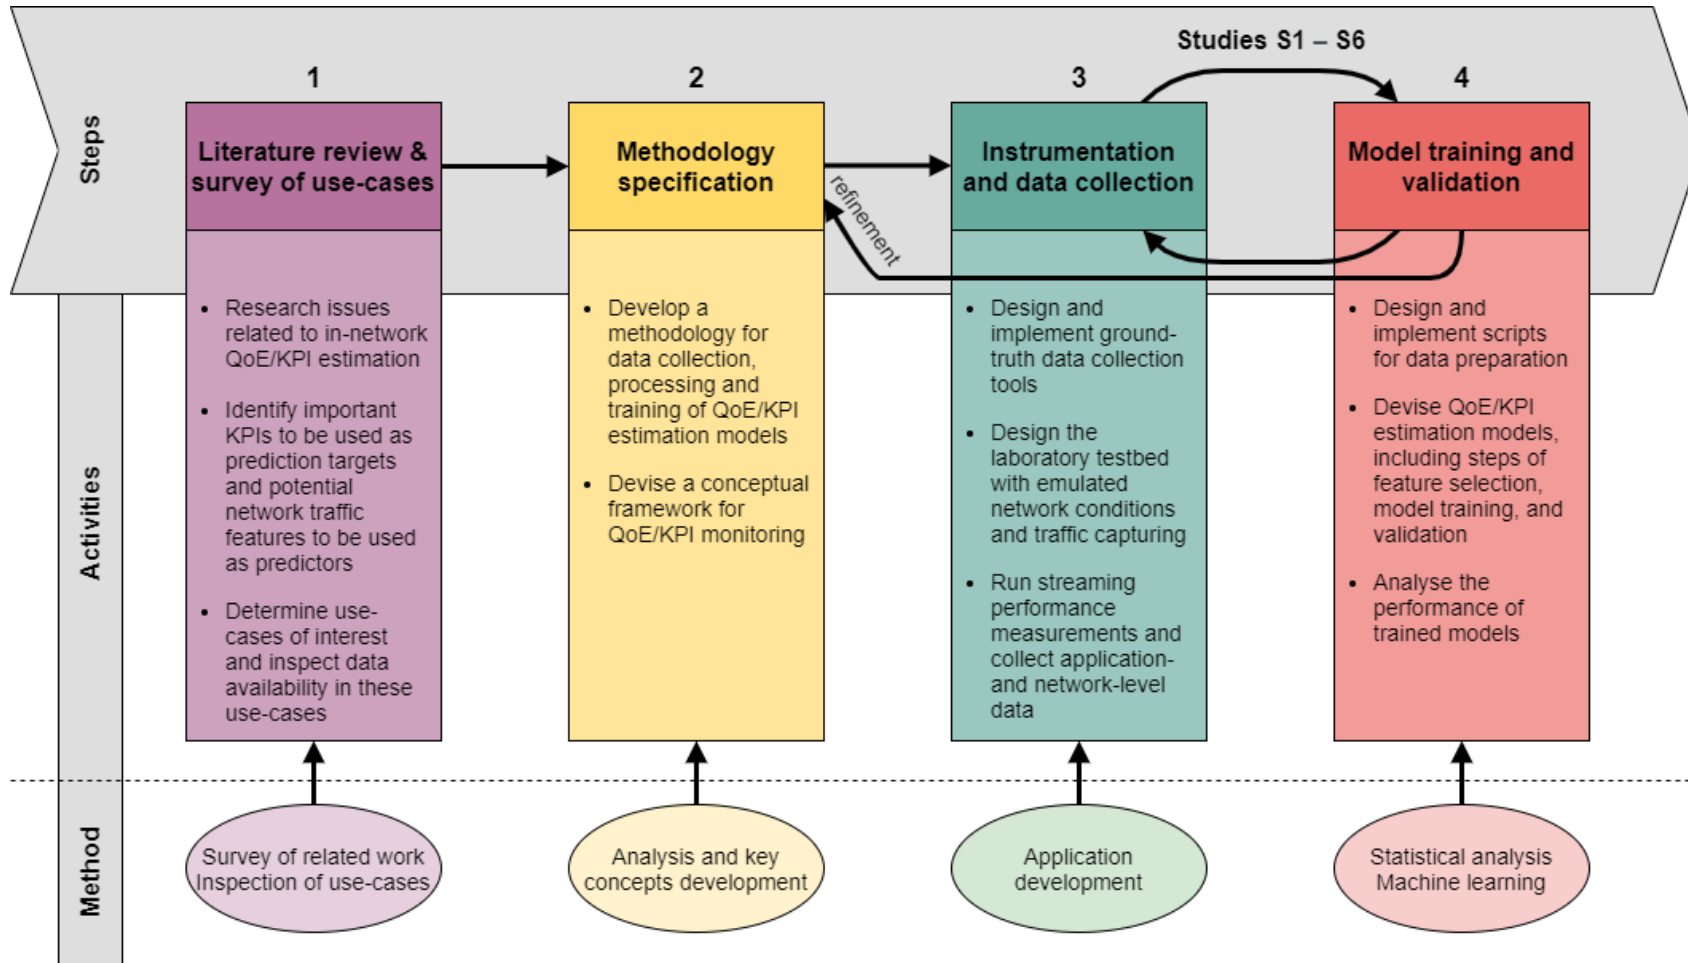 Studies S1 – S6
1
2
3
4
Steps
Literature review &
survey of use-cases
Methodology
specification
Instrumentation
and data collection
Model training and
validation
refinement
Activities
• Research issues
related to in-network
QoE/KPI estimation
• Identify important
KPIs to be used as
prediction targets
and potential
network traffic
features to be used
as predictors
• Determine use-
cases of interest
and inspect data
availability in these
use-cases
• Develop a
methodology for
data collection,
processing and
training of QoE/KPI
estimation models
• Devise a conceptual
framework for
QoE/KPI monitoring
• Design and
implement ground-
truth data collection
tools
• Design the
laboratory testbed
with emulated
network conditions
and traffic capturing
• Run streaming
performance
measurements and
collect application-
and network-level
data
• Design and
implement scripts
for data preparation
• Devise QoE/KPI
estimation models,
including steps of
feature selection,
model training, and
validation
• Analyse the
performance of
trained models
Method
Survey of related work
Inspection of use-cases
Analysis and key
concepts development
Application
development
Statistical analysis
Machine learning